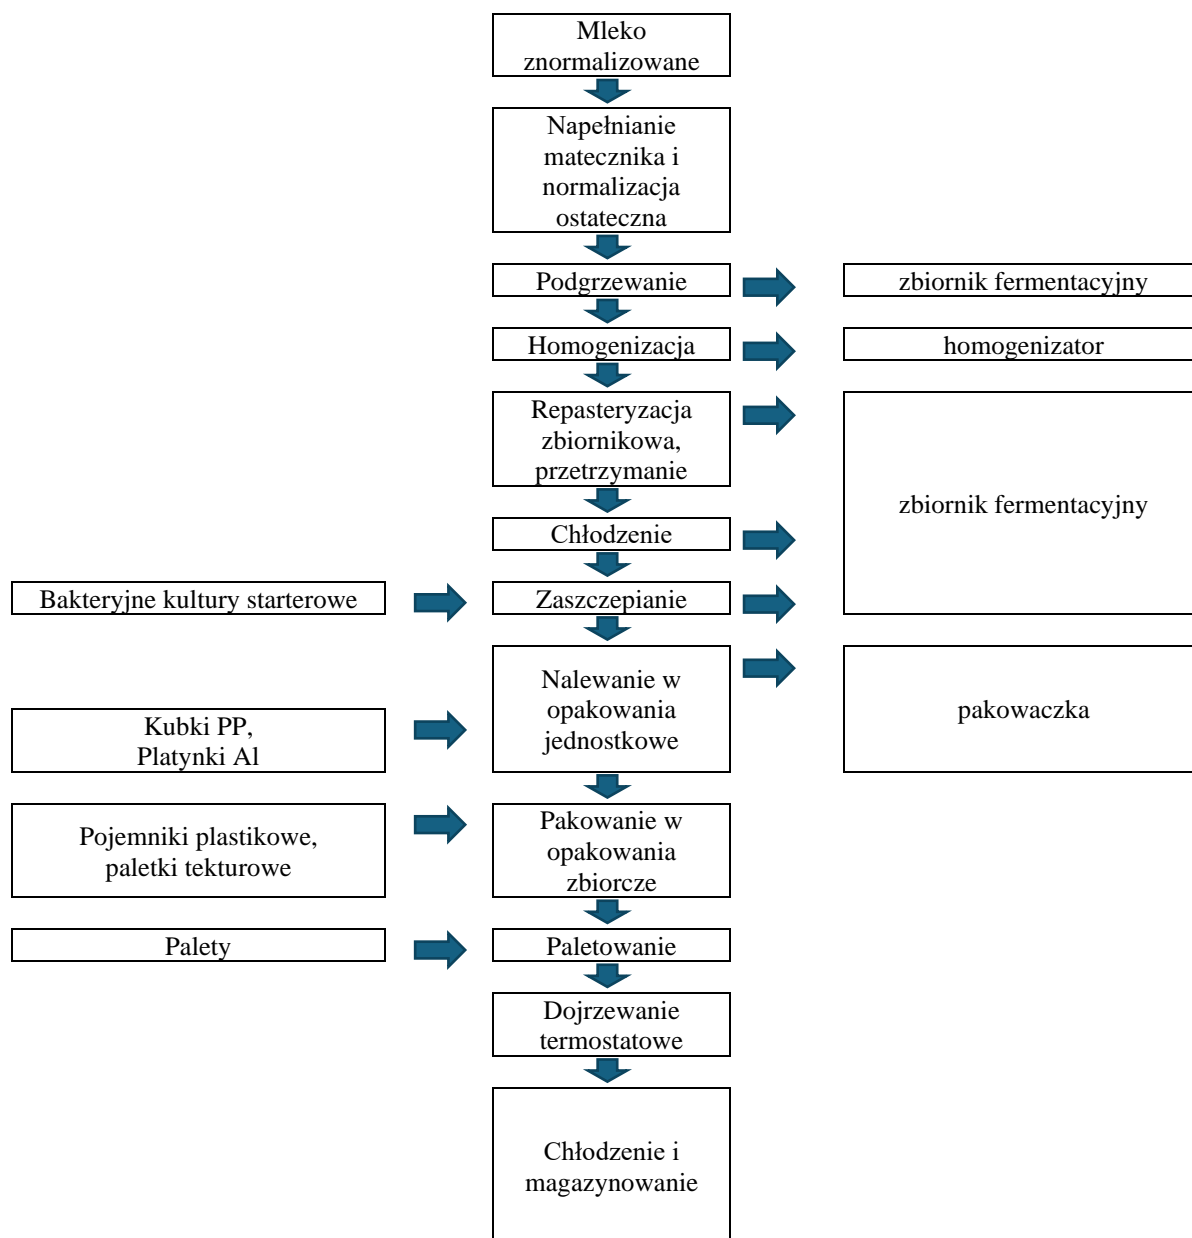 Mleko
znormalizowane
Napełnianie
matecznika i
normalizacja
ostateczna
Podgrzewanie
zbiornik fermentacyjny
Homogenizacja
homogenizator
Repasteryzacja
zbiornikowa,
przetrzymanie
zbiornik fermentacyjny
Chłodzenie
Bakteryjne kultury starterowe
Zaszczepianie
Nalewanie w
opakowania
jednostkowe
pakowaczka
Kubki PP,
Platynki Al
Pojemniki plastikowe,
paletki tekturowe
Pakowanie w
opakowania
zbiorcze
Palety
Paletowanie
Dojrzewanie
termostatowe
Chłodzenie i
magazynowanie